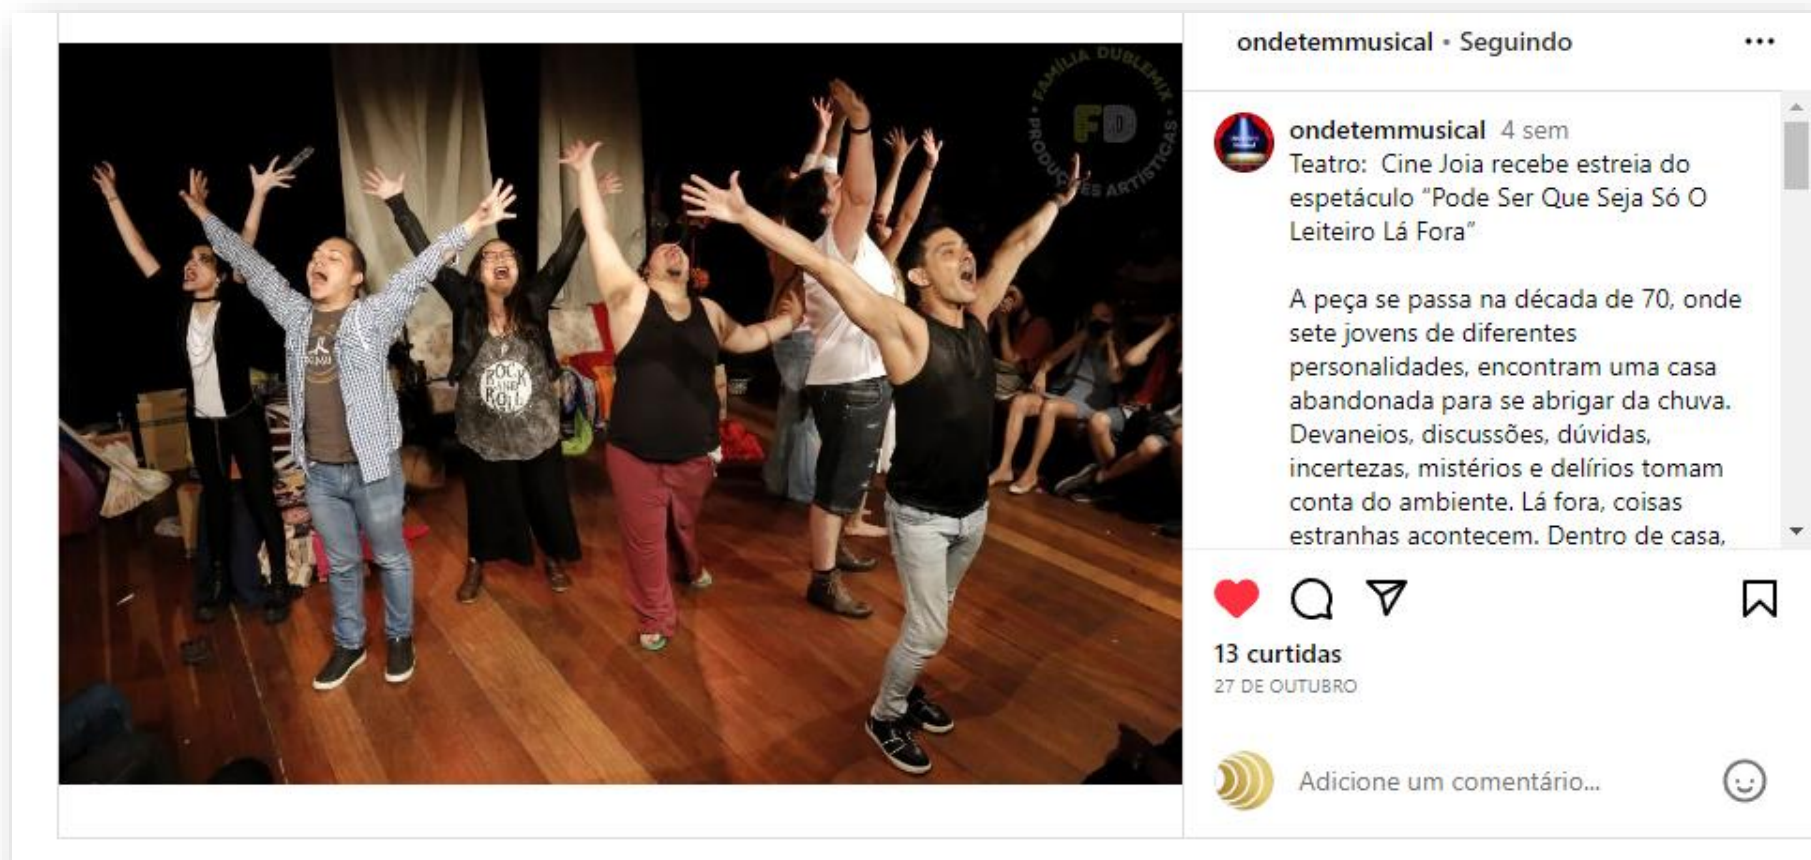 FAMÍLIA DUBLEMIX
FD
PRODUÇÕES ARTÍSTICAS
ROCK
AND
ROLL
ondetemmusical • Seguindo
ondetemmusical 4 sem
Teatro: Cine Joia recebe estreia do
espetáculo “Pode Ser Que Seja Só O
Leiteiro Lá Fora”
A peça se passa na década de 70, onde
sete jovens de diferentes
personalidades, encontram uma casa
abandonada para se abrigar da chuva.
Devaneios, discussões, dúvidas,
incertezas, mistérios e delírios tomam
conta do ambiente. Lá fora, coisas
estranhas acontecem. Dentro de casa,
13 curtidas
27 DE OUTUBRO
Adicione um comentário...